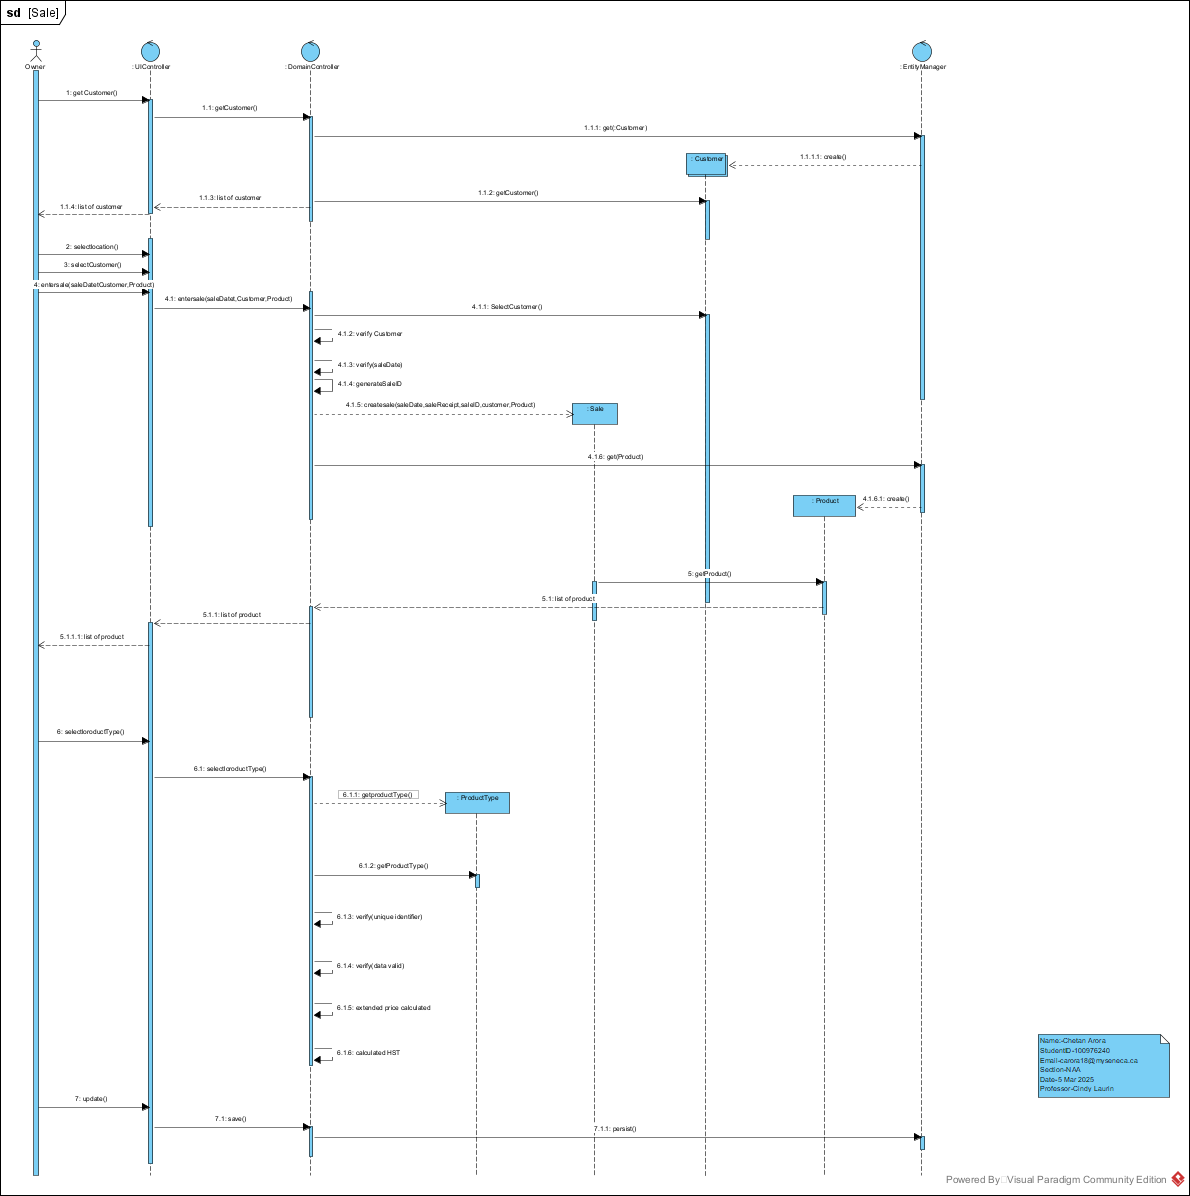 sd [Sale]
Owner
: UIController
: DomainController
: EntityManager
1: get Customer()
1.1: getCustomer()
1.1.1: get(:Customer)
: Customer
1.1.1.1: create()
1.1.2: getCustomer()
1.1.3: list of customer
1.1.4: list of customer
2: selectlocation()
3: selectCustomer()
4: entersale(saleDatetCustomer,Product)
4.1: entersale(saleDatet,Customer,Product)
4.1.1: SelectCustomer()
4.1.2: verify Customer
4.1.3: verify(saleDate)
4.1.4: generateSaleID
4.1.5: createsale(saleDate,saleReceipt,saleID,customer,Product)
: Sale
4.1.6: get(Product)
: Product
4.1.6.1: create()
5: getProduct()
5.1: list of product
5.1.1: list of product
5.1.1.1: list of product
6: selectloroductType()
6.1: selectloroductType()
6.1.1: getproductType()
: ProductType
6.1.2: getProductType()
6.1.3: verify(unique identifier)
6.1.4: verify(data valid)
6.1.5: extended price calculated
6.1.6: calculated HST
Name:-Chetan Arora
StudentID-100976240
Email-carora18@myseneca.ca
Section-NAA
Date-5 Mar 2025
Professor-Cindy Laurin
7: update()
7.1: save()
7.1.1: persist()
Powered By Visual Paradigm Community Edition